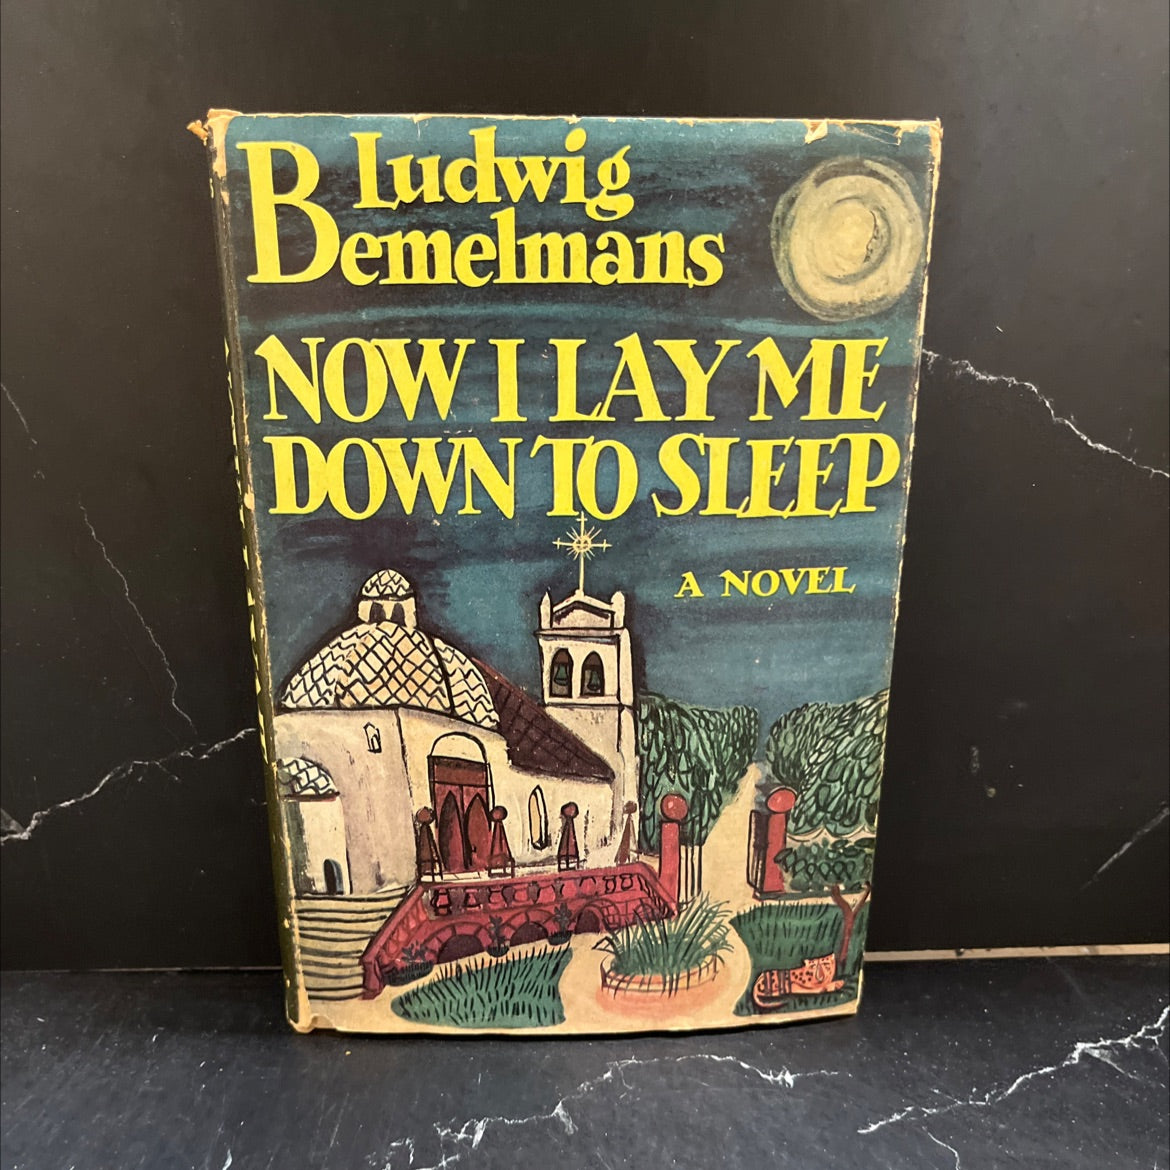 Ludwig
Bemelmans
NOW I LAY ME
DOWN TO SLEEP
A NOVEL